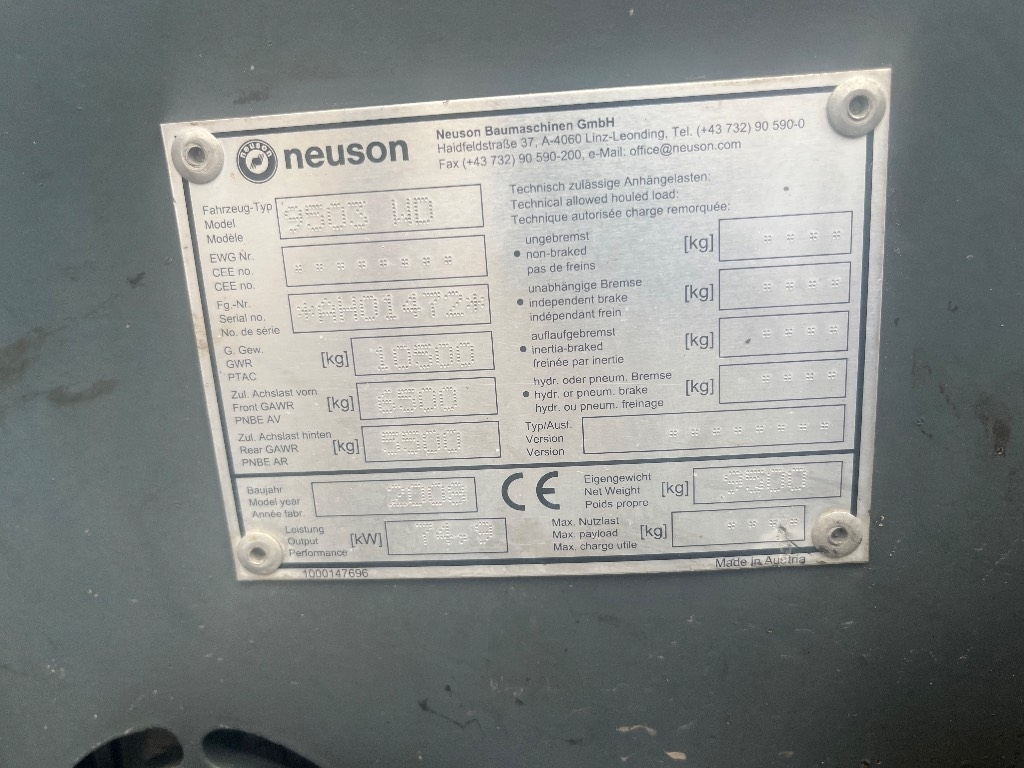 neuson
neuson
Neuson Baumaschinen GmbH
Haidfeldstraße 37, A-4060 Linz-Leonding, Tel. (+43 732) 90 590-0
Fax (+43 732) 90 590-200, e-Mail: office@neuson.com
Fahrzeug-Typ
Model
Modèle
9503 WD
EWG Nr.
CEE no.
CEE no.
Fg.-Nr.
Serial no.
No. de série
*AH01472*
G. Gew.
GWR
PTAC
[kg]
10500
Zul. Achslast vorn
Front GAWR
PNBE AV
[kg]
Zul. Achslast hinten
Rear GAWR
PNBE AR
[kg]
Technisch zulässige Anhängelasten:
Technical allowed houled load:
Technique autorisée charge remorquée:
ungebremst
• non-braked
pas de freins
[kg]
unabhängige Bremse
• independent brake
indépendant frein
[kg]
auflaufgebremst
• inertia-braked
freinée par inertie
[kg]
hydr. oder pneum. Bremse
• hydr. or pneum. brake
hydr. ou pneum. freinage
[kg]
Typ/Ausf.
Version
Version
Baujahr
Model year
Année fabr.
2008
Leistung
Output
Performance
[kW]
CE
Eigengewicht
Net Weight
Poids propre
[kg]
9500
Max. Nutzlast
Max. payload
Max. charge utile
[kg]
1000147696
Made in Austria